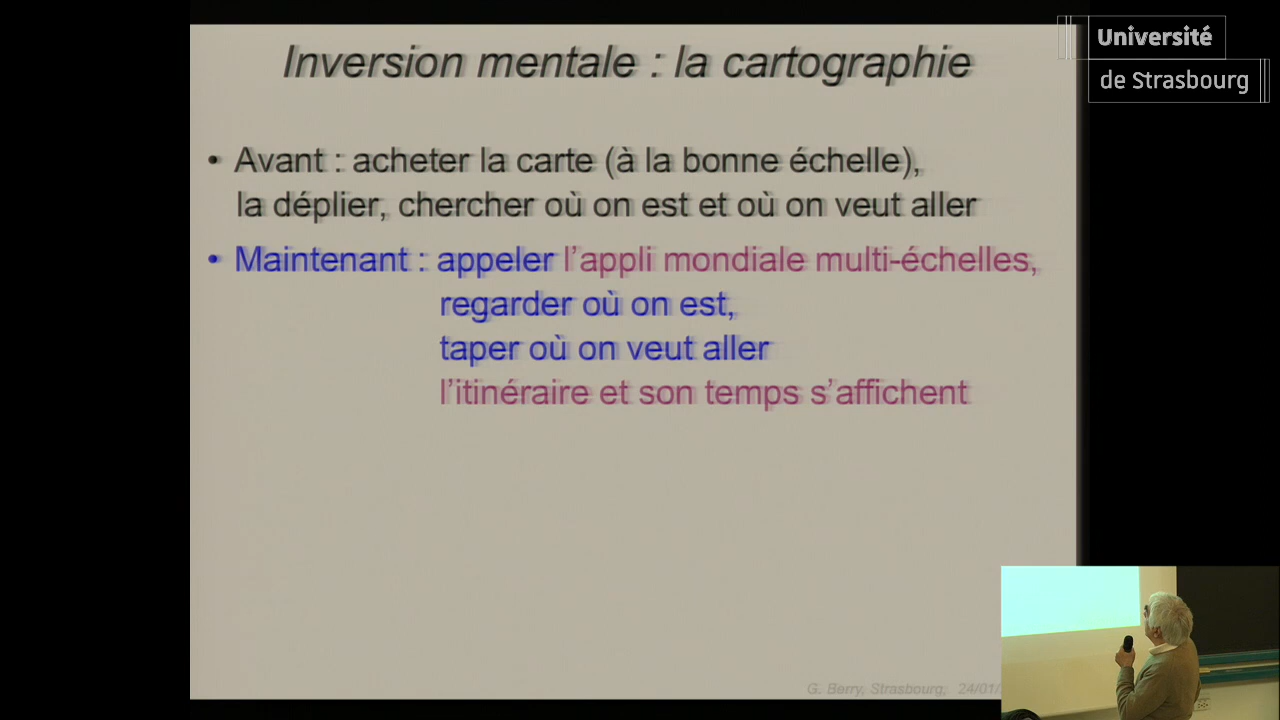 Inversion mentale : la cartographie
Université
de Strasbourg
• Avant : acheter la carte (à la bonne échelle),
la déplier, chercher où on est et où on veut aller
• Maintenant : appeler l’appli mondiale multi-échelles,
regarder où on est,
taper où on veut aller
l’itinéraire et son temps s’affichent
G. Berry, Strasbourg, 24/01/